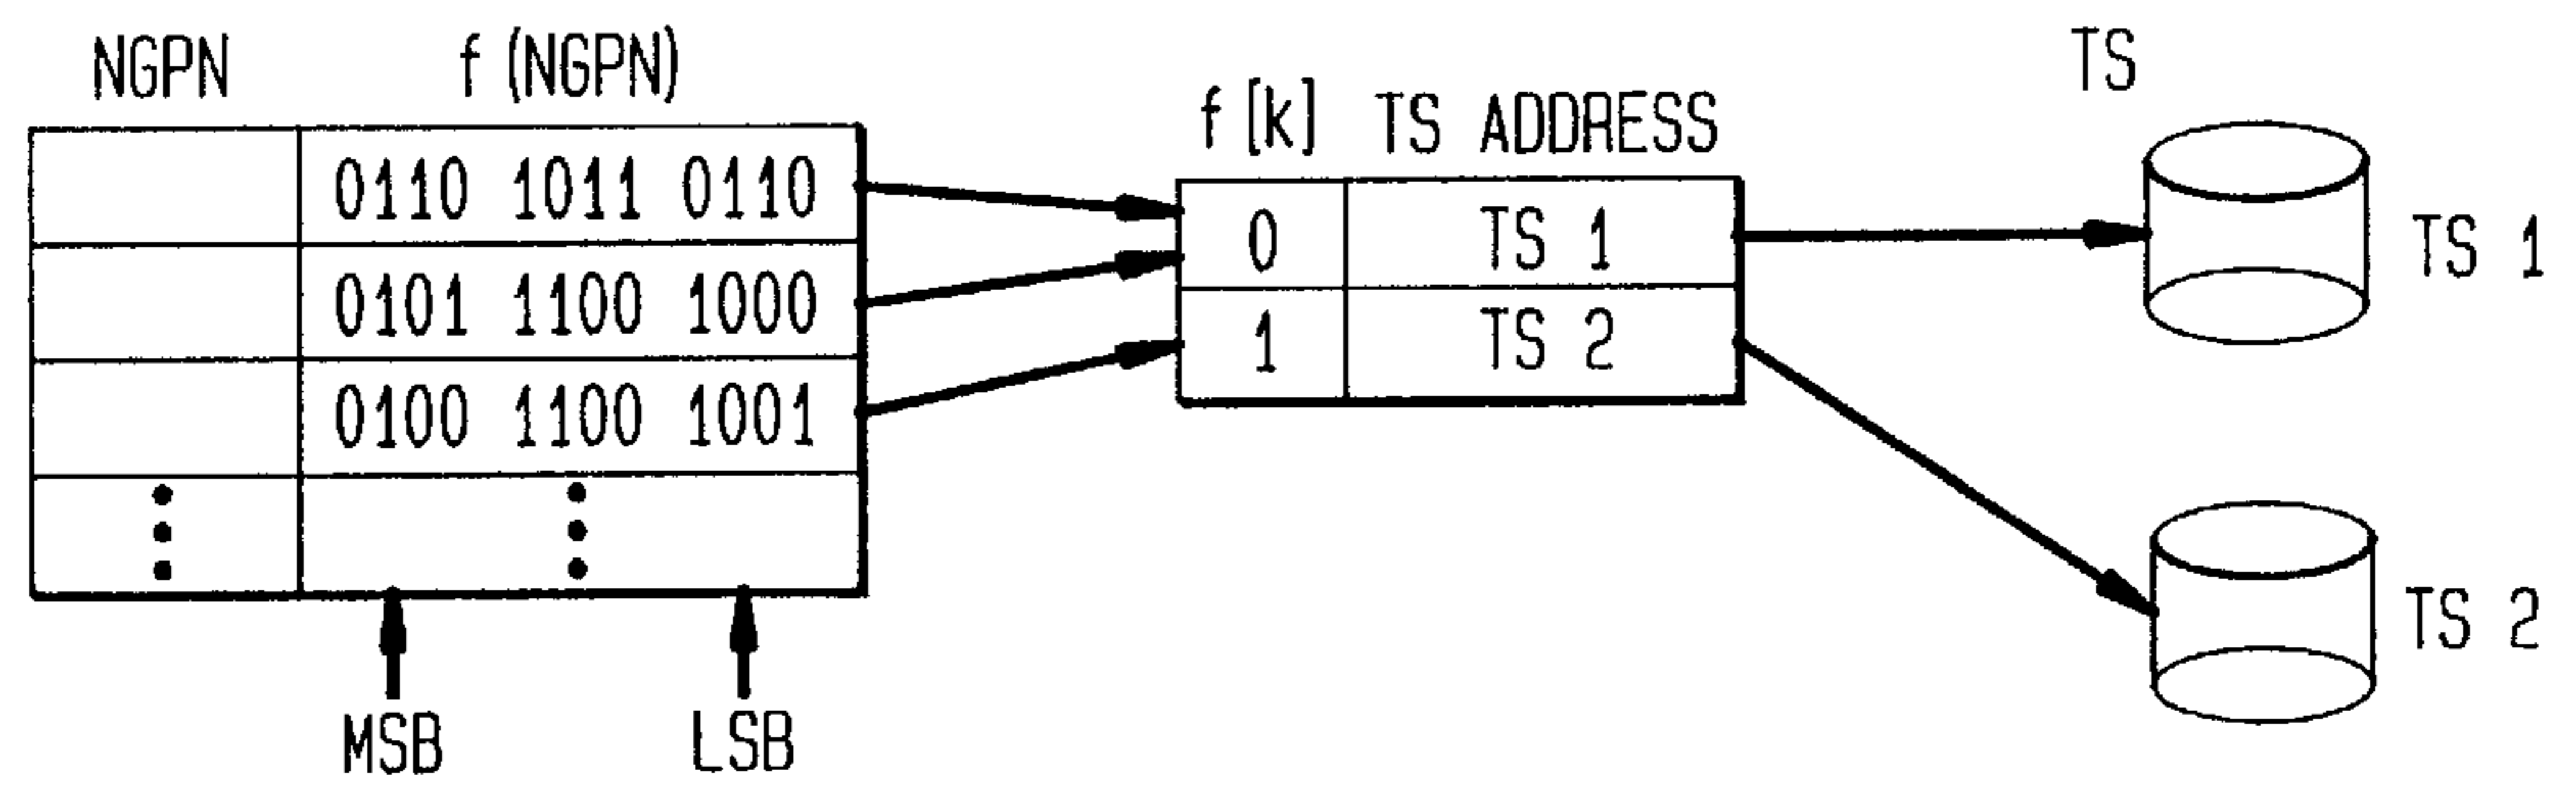 NGPN f (NGPN)
f [k] TS ADDRESS
TS
0110 1011 0110
0101 1100 1000
0100 1100 1001
0 TS 1
1 TS 2
TS 1
TS 2
MSB LSB